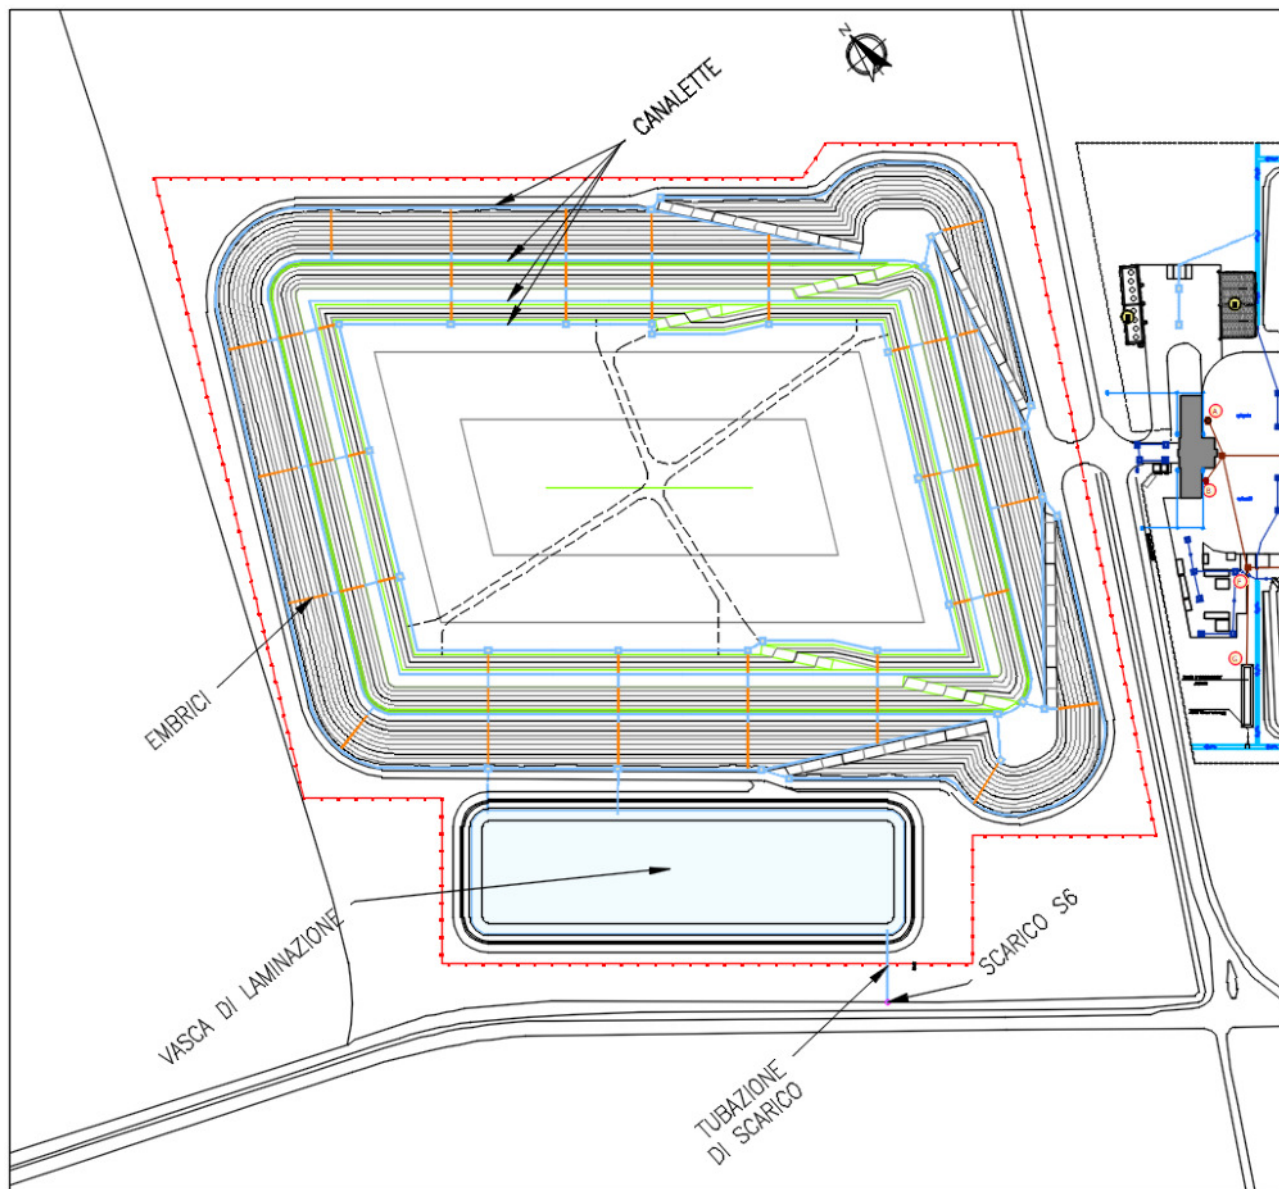 N
CANALETTE
EMBRICI
VASCA DI LAMINAZIONE
SCARICO S6
TUBAZIONE
DI SCARICO
A
B